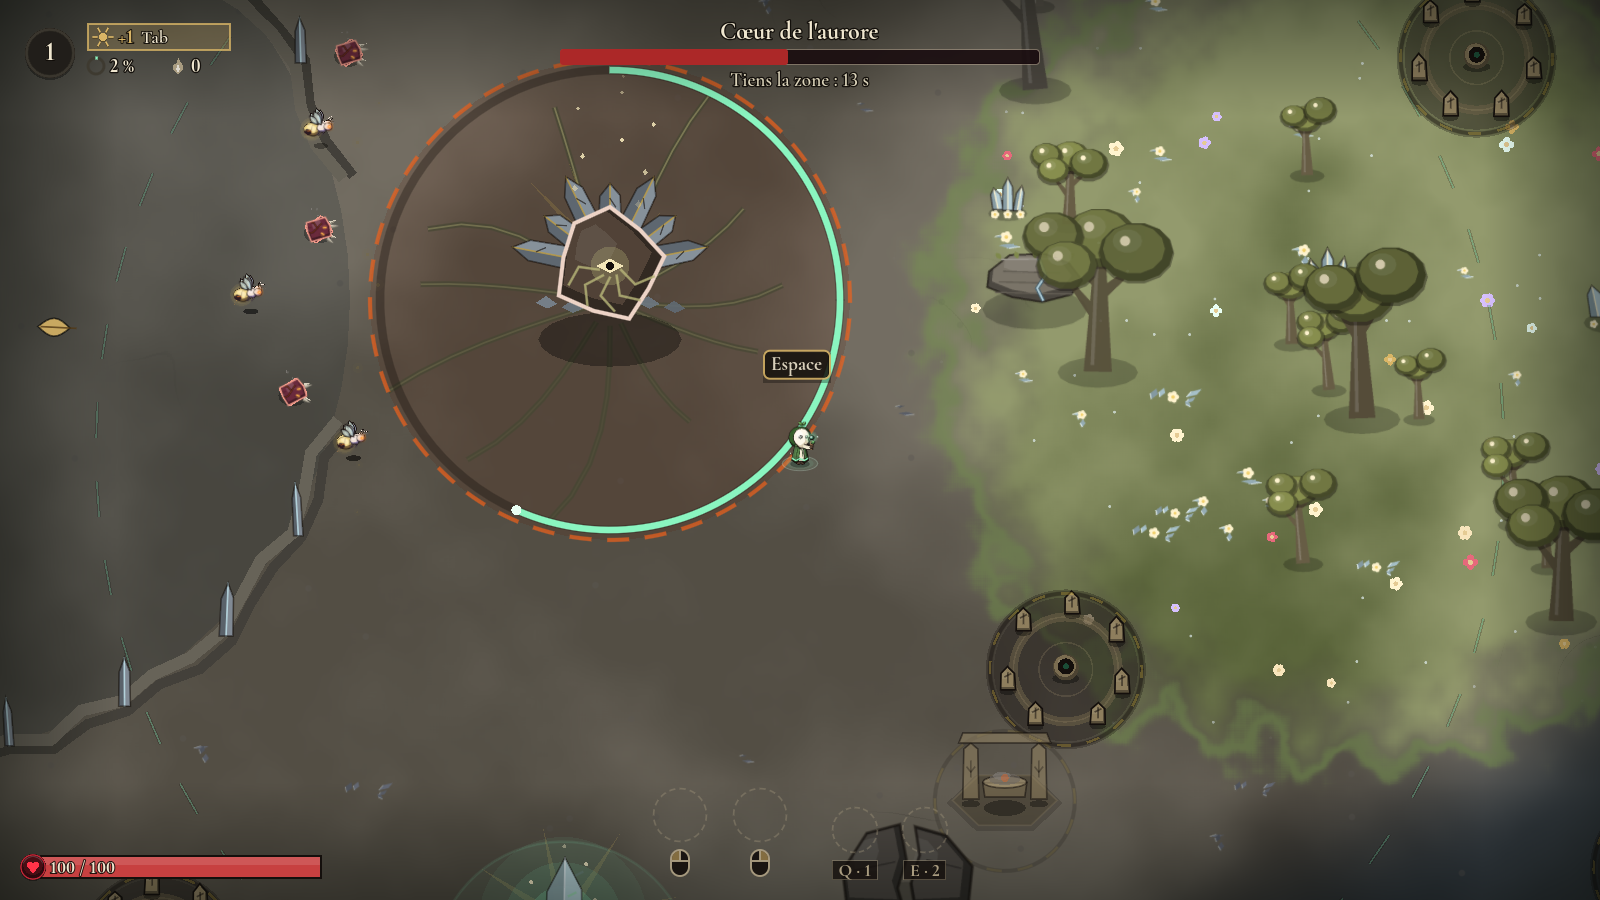 Cœur de l'aurore
1
+1 Tab
2 %
0
Tiens la zone : 13 s
Espace
100 / 100
Q · 1
E · 2